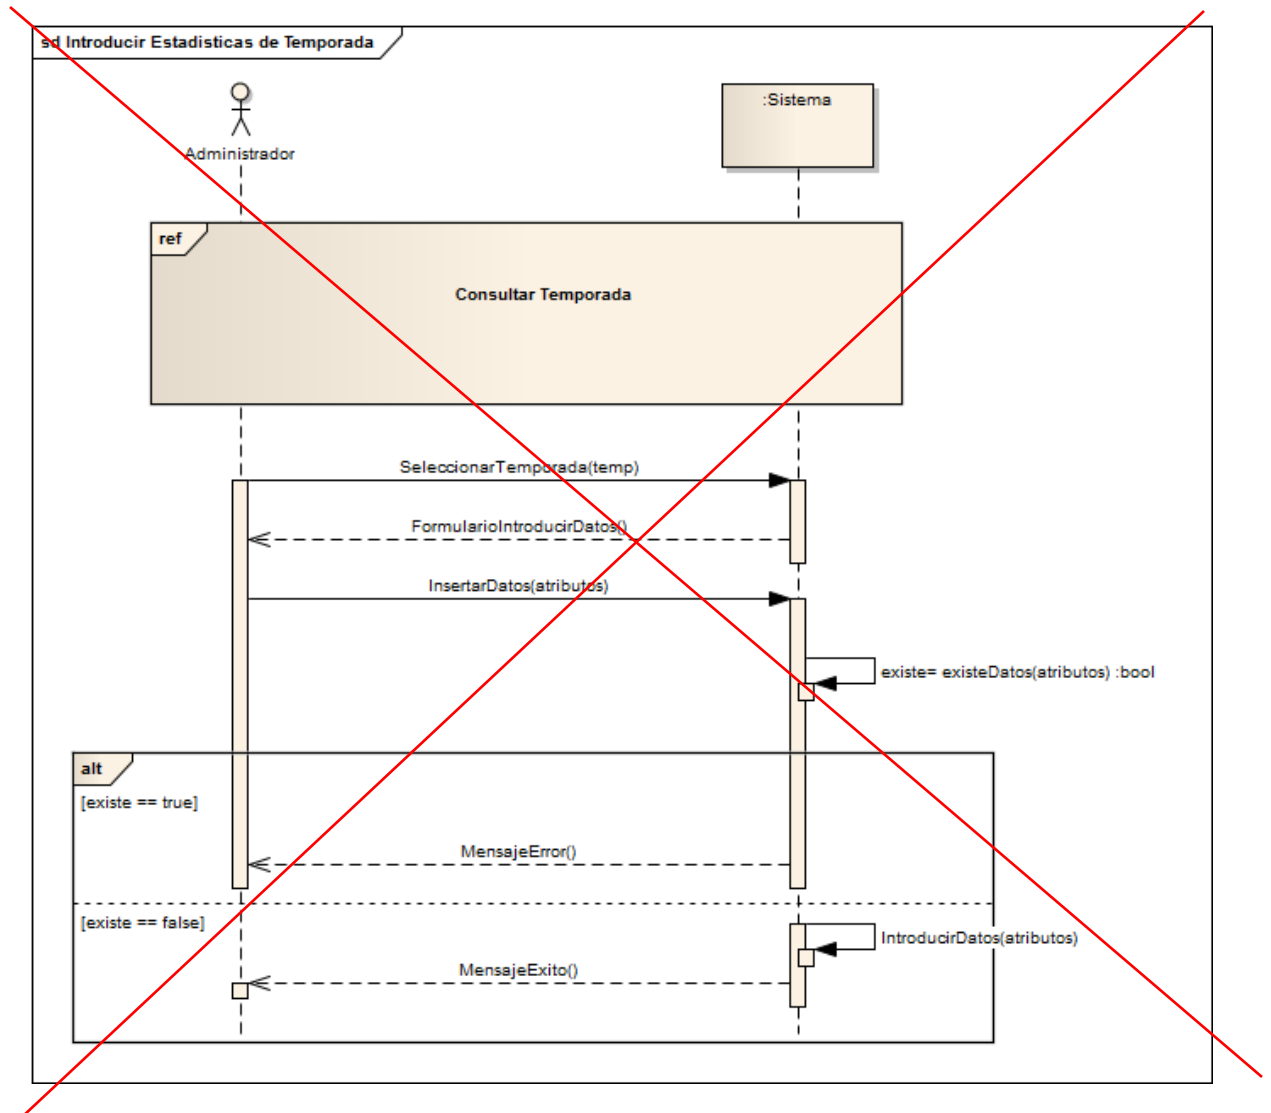 sd Introducir Estadisticas de Temporada
Administrador
:Sistema
ref
Consultar Temporada
SeleccionarTemporada(temp)
FormularioIntroducirDatos()
InsertarDatos(atributos)
existe= existeDatos(atributos) :bool
alt
[existe == true]
MensajeError()
[existe == false]
IntroducirDatos(atributos)
MensajeExito()